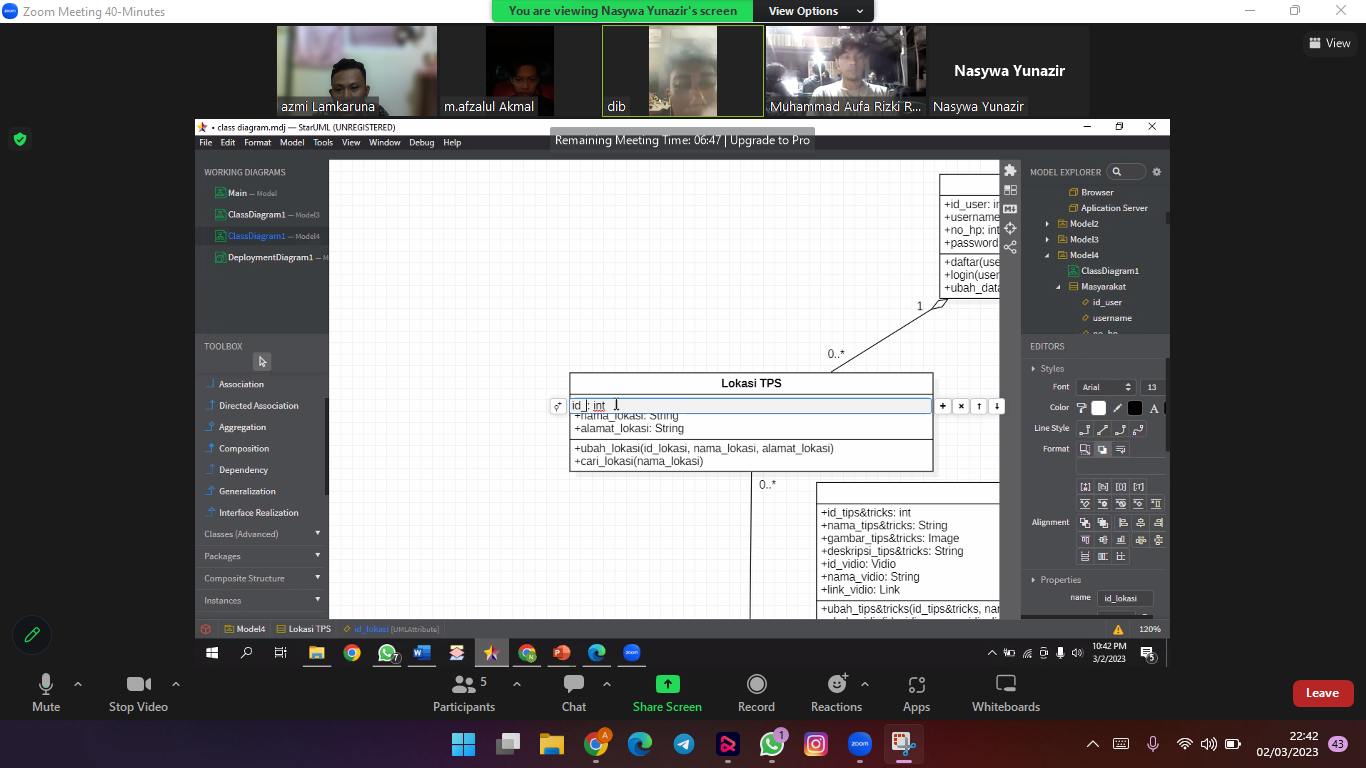 Zoom Meeting 40-Minutes
You are viewing Nasywa Yunazir's screen
View Options
View
azmi Lamkaruna
m.afzalul Akmal
dib
Muhammad Aufa Rizki R...
Nasywa Yunazir
Nasywa Yunazir
• class diagram.mdj — StarUML (UNREGISTERED)
Remaining Meeting Time: 06:47 | Upgrade to Pro
File Edit Format Model Tools View Window Debug Help
WORKING DIAGRAMS
Main — Model
ClassDiagram1 — Model3
ClassDiagram1 — Model4
DeploymentDiagram1 — M
TOOLBOX
Association
Directed Association
Aggregation
Composition
Dependency
Generalization
Interface Realization
Classes (Advanced)
Packages
Composite Structure
Instances
+id_user: in
+username
+no_hp: int
+password
+daftar(use
+login(user
+ubah_data
1
0..*
Lokasi TPS
id_: int
+nama_lokasi: String
+alamat_lokasi: String
+ubah_lokasi(id_lokasi, nama_lokasi, alamat_lokasi)
+cari_lokasi(nama_lokasi)
0..*
+id_tips&tricks: int
+nama_tips&tricks: String
+gambar_tips&tricks: Image
+deskripsi_tips&tricks: String
+id_vidio: Vidio
+nama_vidio: String
+link_vidio: Link
+ubah_tips&tricks(id_tips&tricks, nam
MODEL EXPLORER
Browser
Aplication Server
Model2
Model3
Model4
ClassDiagram1
Masyarakat
id_user
username
no_hp
EDITORS
Styles
Font Arial 13
Color
Line Style
Format
Alignment
Properties
name id_lokasi
Model4 Lokasi TPS id_lokasi [UMLAttribute]
120%
7
10:42 PM
3/2/2023
5
Mute
Stop Video
Participants 5
Chat
Share Screen
Record
Reactions
Apps
Whiteboards
Leave
1
22:42
02/03/2023
43